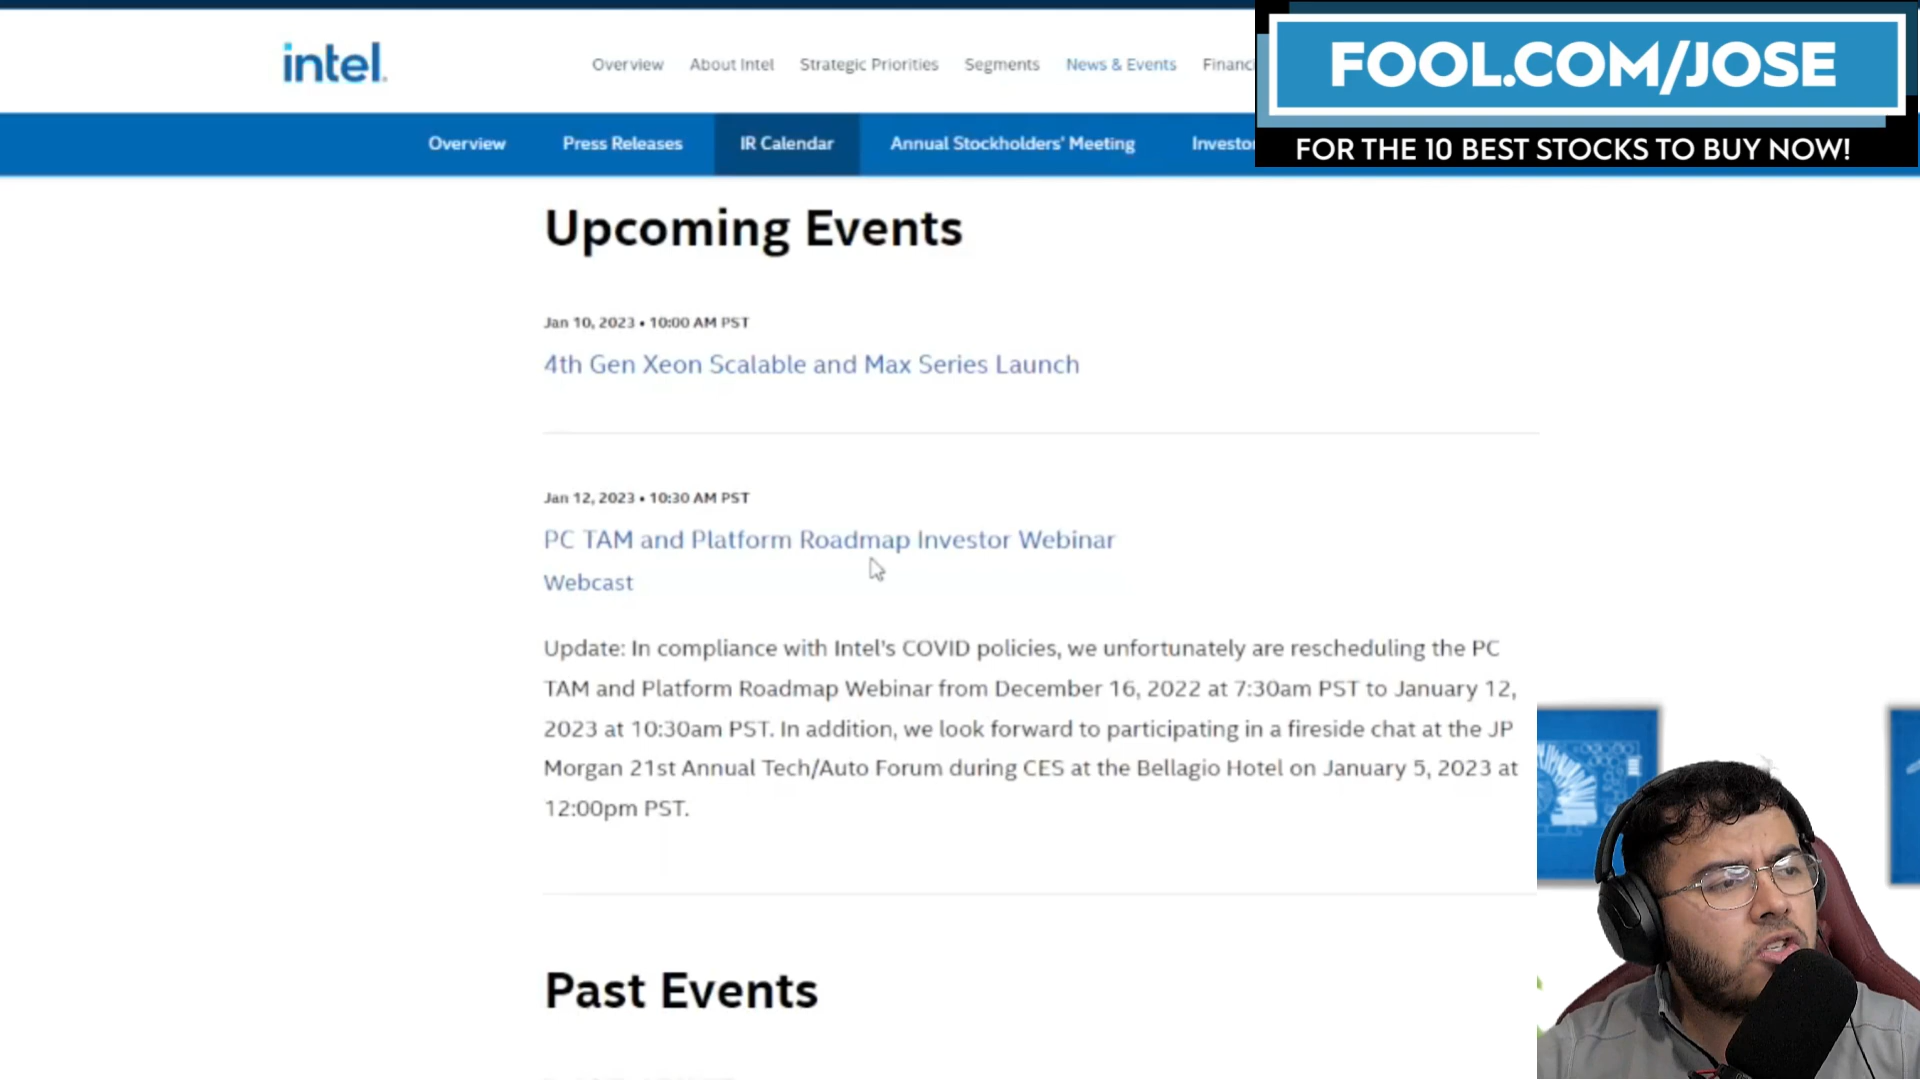 intel.
Overview About Intel Strategic Priorities Segments News & Events Financi
FOOL.COM/JOSE
FOR THE 10 BEST STOCKS TO BUY NOW!
Overview Press Releases IR Calendar Annual Stockholders' Meeting Investor
Upcoming Events
Jan 10, 2023 • 10:00 AM PST
4th Gen Xeon Scalable and Max Series Launch
Jan 12, 2023 • 10:30 AM PST
PC TAM and Platform Roadmap Investor Webinar
Webcast
Update: In compliance with Intel's COVID policies, we unfortunately are rescheduling the PC
TAM and Platform Roadmap Webinar from December 16, 2022 at 7:30am PST to January 12,
2023 at 10:30am PST. In addition, we look forward to participating in a fireside chat at the JP
Morgan 21st Annual Tech/Auto Forum during CES at the Bellagio Hotel on January 5, 2023 at
12:00pm PST.
Past Events